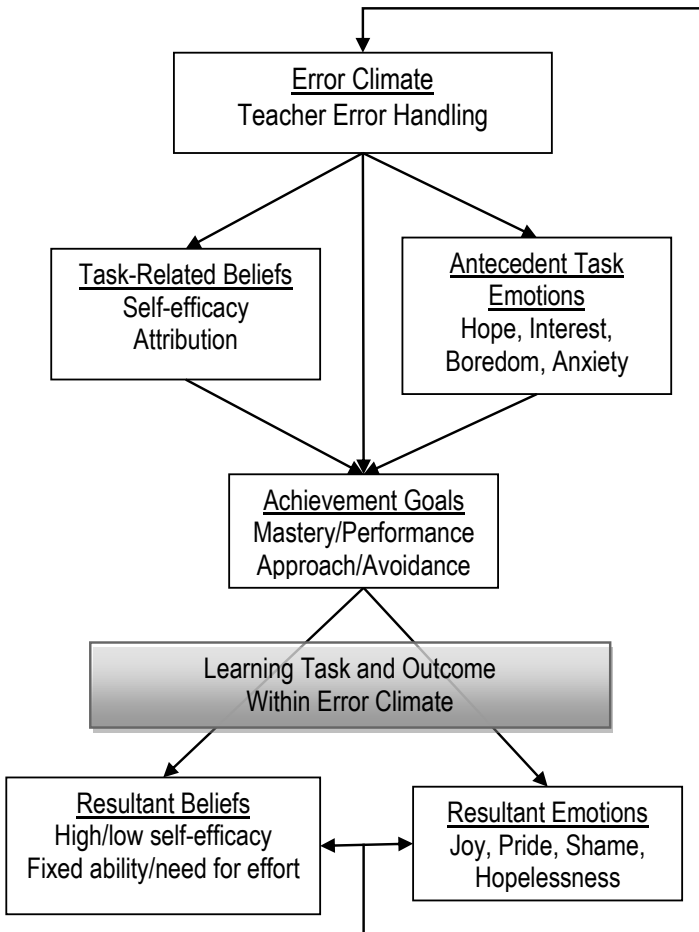 Error Climate
Teacher Error Handling
Task-Related Beliefs
Self-efficacy
Attribution
Antecedent Task
Emotions
Hope, Interest,
Boredom, Anxiety
Achievement Goals
Mastery/Performance
Approach/Avoidance
Learning Task and Outcome
Within Error Climate
Resultant Beliefs
High/low self-efficacy
Fixed ability/need for effort
Resultant Emotions
Joy, Pride, Shame,
Hopelessness